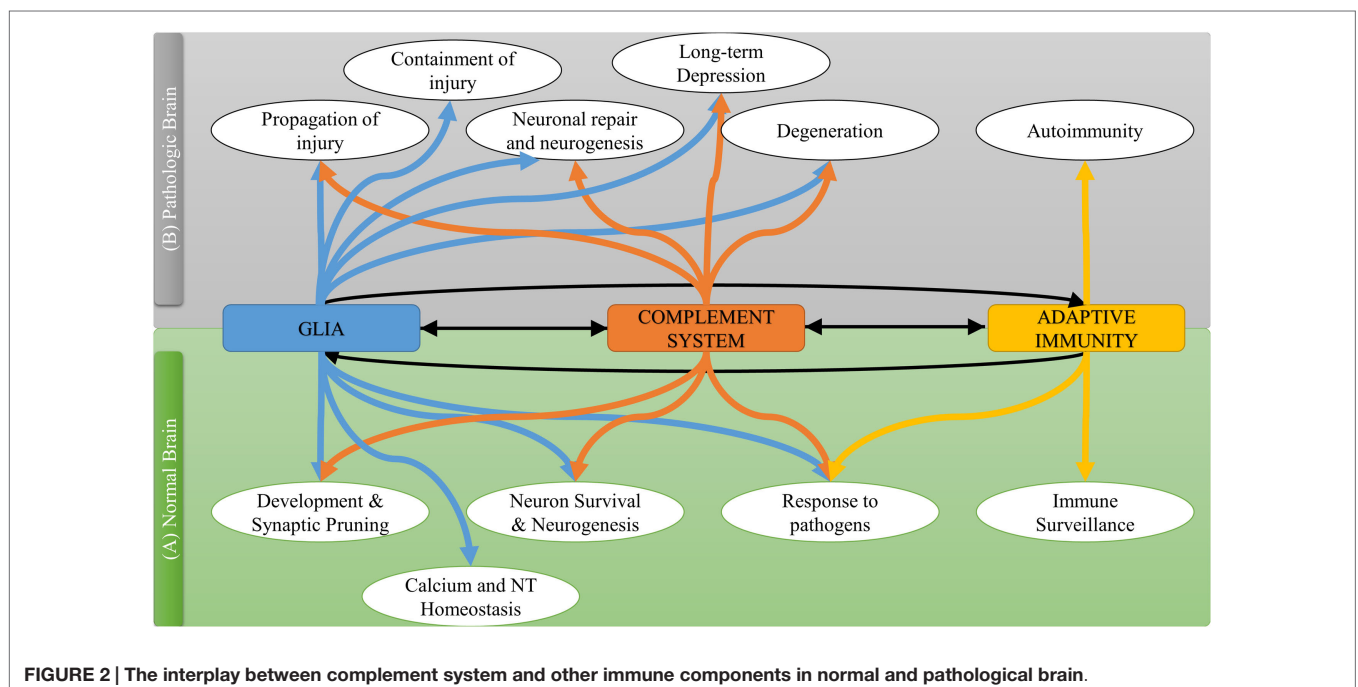 (B) Pathologic Brain
Containment of
injury
Long-term
Depression
Propagation of
injury
Neuronal repair
and neurogenesis
Degeneration
Autoimmunity
GLIA
COMPLEMENT
SYSTEM
ADAPTIVE
IMMUNITY
(A) Normal Brain
Development &
Synaptic Pruning
Neuron Survival
& Neurogenesis
Response to
pathogens
Immune
Surveillance
Calcium and NT
Homeostasis
FIGURE 2 | The interplay between complement system and other immune components in normal and pathological brain.